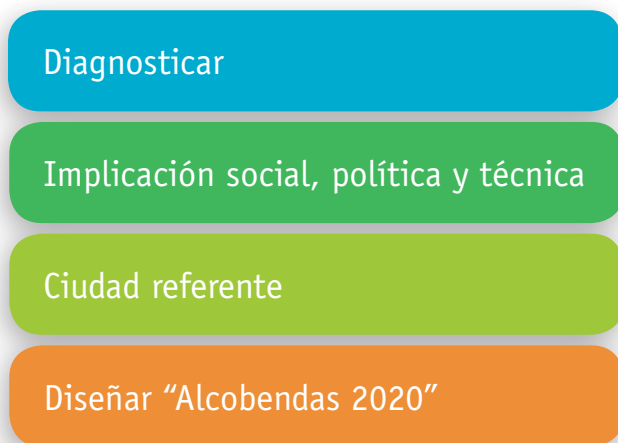 Diagnosticar
Implicación social, política y técnica
Ciudad referente
Diseñar “Alcobendas 2020”